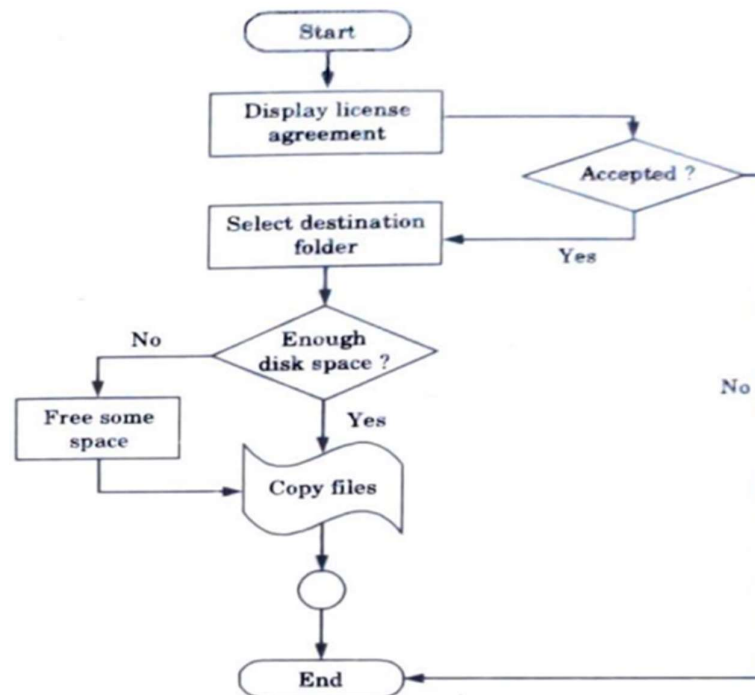 Start
Display license
agreement
Accepted ?
Select destination
folder
Yes
Enough
disk space ?
No
No
Free some
space
Yes
Copy files
End